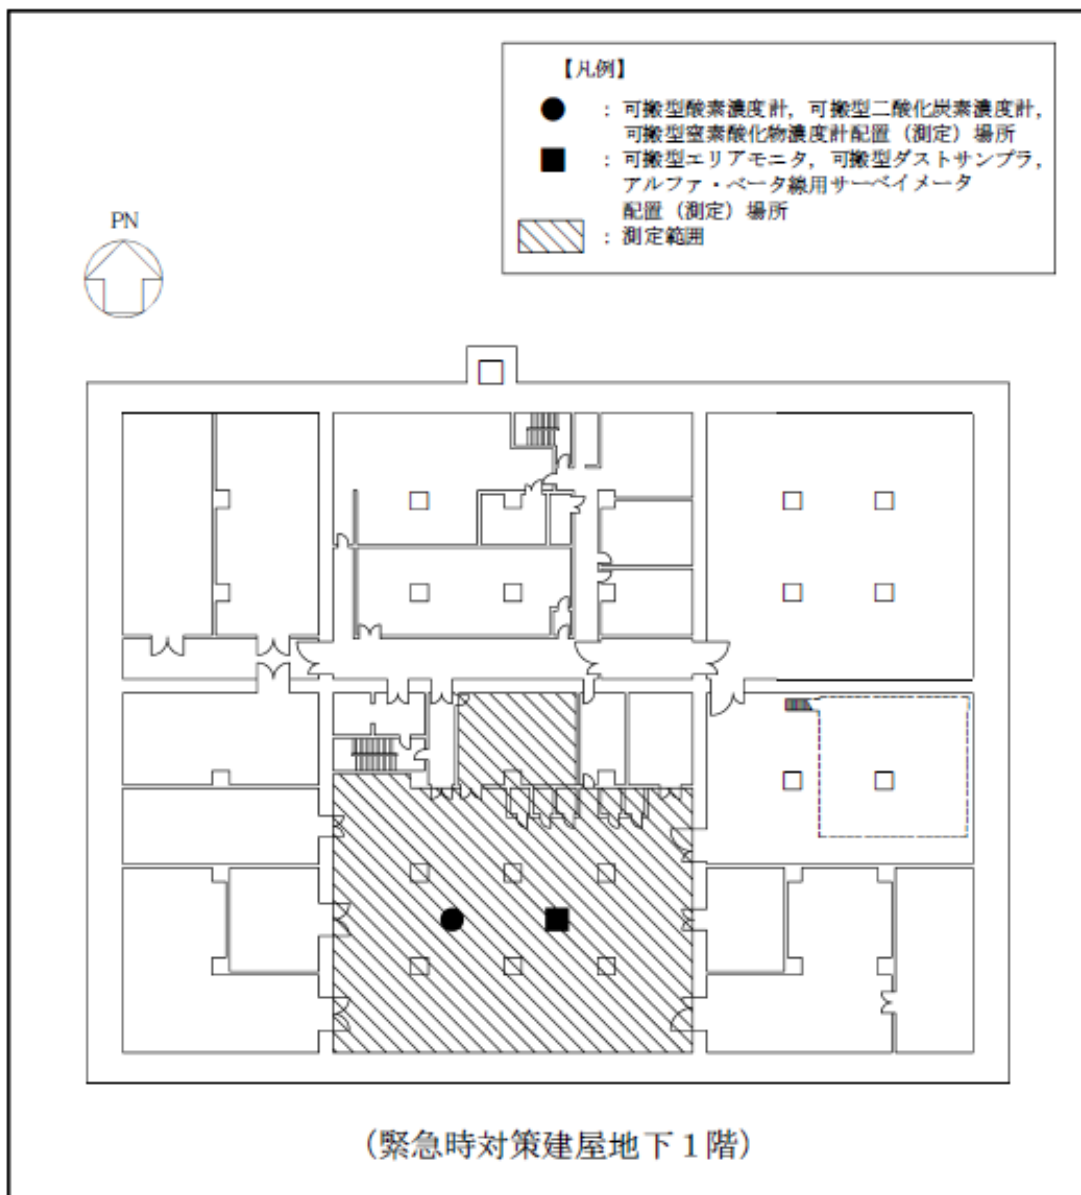 【凡例】
● : 可搬型酸素濃度計，可搬型二酸化炭素濃度計，
可搬型窒素酸化物濃度計配置（測定）場所
■ : 可搬型エリアモニタ，可搬型ダストサンプラ，
アルファ・ベータ線用サーベイメータ
配置（測定）場所
: 測定範囲
PN
（緊急時対策建屋地下１階）